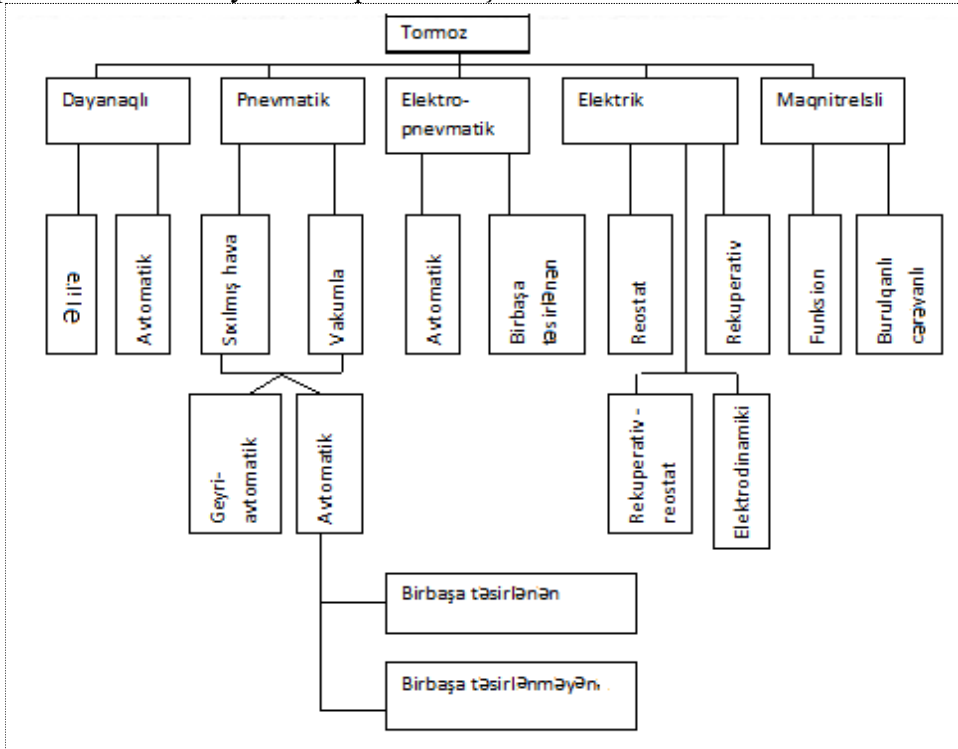 Tormoz
Dayanaqlı
Pnevmatik
Elektro-
pnevmatik
Elektrik
Maqnitrelsli
Əl ilə
Avtomatik
Sıxılmış hava
Vakumla
Avtomatik
Birbaşa
təsirlənən
Reostat
Rekuperativ
Funksion
Burulqanlı
cərəyanlı
Geyri-
avtomatik
Avtomatik
Rekuperativ -
reostat
Elektrodinamiki
Birbaşa təsirlənən
Birbaşa təsirlənməyən